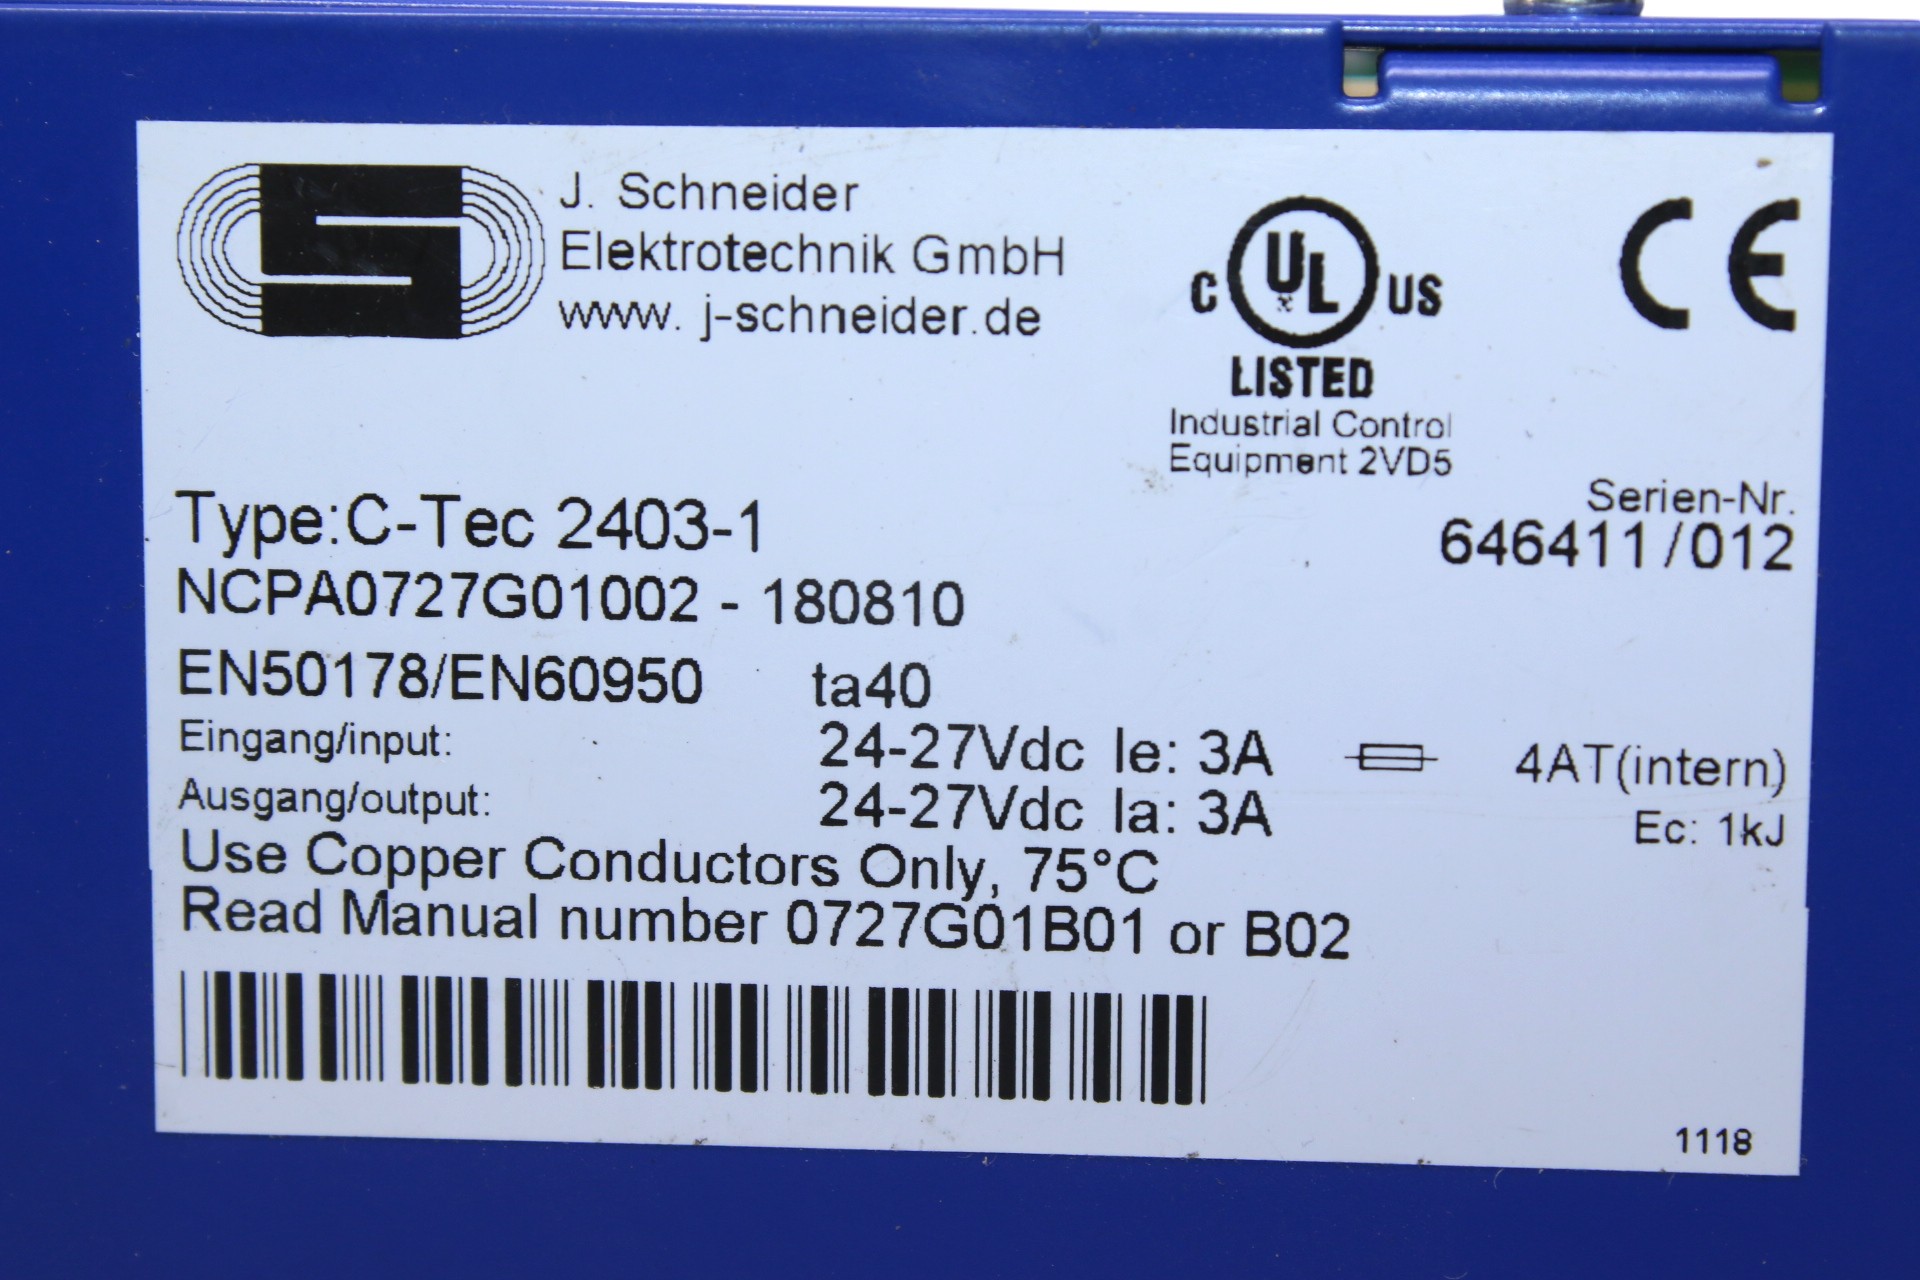 J. Schneider
Elektrotechnik GmbH
www. j-schneider.de
C UL US
LISTED
Industrial Control
Equipment 2VD5
CE
Serien-Nr.
646411/012
Type:C-Tec 2403-1
NCPA0727G01002 - 180810
EN50178/EN60950 ta40
Eingang/input: 24-27Vdc Ie: 3A 4AT(intern)
Ausgang/output: 24-27Vdc Ia: 3A Ec: 1kJ
Use Copper Conductors Only, 75°C
Read Manual number 0727G01B01 or B02
1118